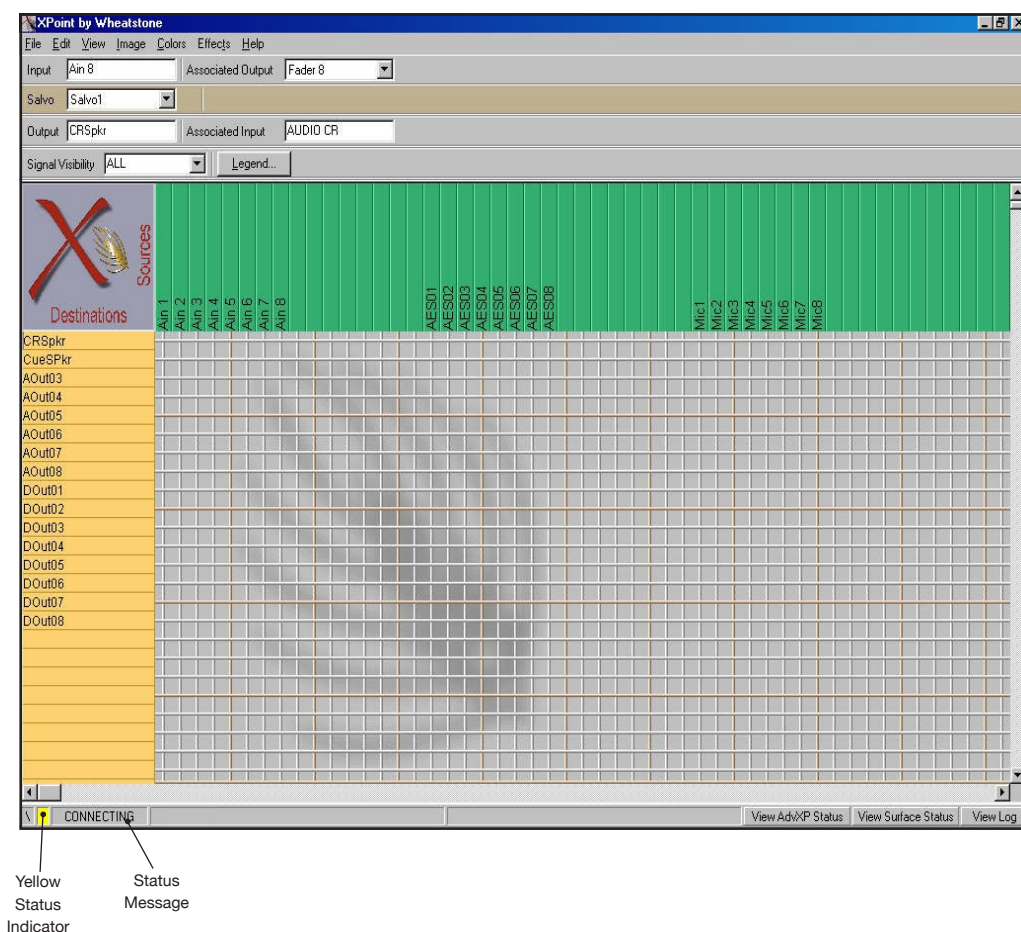 XPoint by Wheatstone
File Edit View Image Colors Effects Help
Input Ain 8 Associated Output Fader 8
Salvo Salvo1
Output CRSpkr Associated Input AUDIO CR
Signal Visibility ALL Legend...
Sources
Destinations
Ain 1
Ain 2
Ain 3
Ain 4
Ain 5
Ain 6
Ain 7
Ain 8
AES01
AES02
AES03
AES04
AES05
AES06
AES07
AES08
Mic1
Mic2
Mic3
Mic4
Mic5
Mic6
Mic7
Mic8
CRSpkr
CueSPkr
AOut03
AOut04
AOut05
AOut06
AOut07
AOut08
DOut01
DOut02
DOut03
DOut04
DOut05
DOut06
DOut07
DOut08
\ CONNECTING View AdvXP Status View Surface Status View Log
Yellow
Status
Indicator
Status
Message